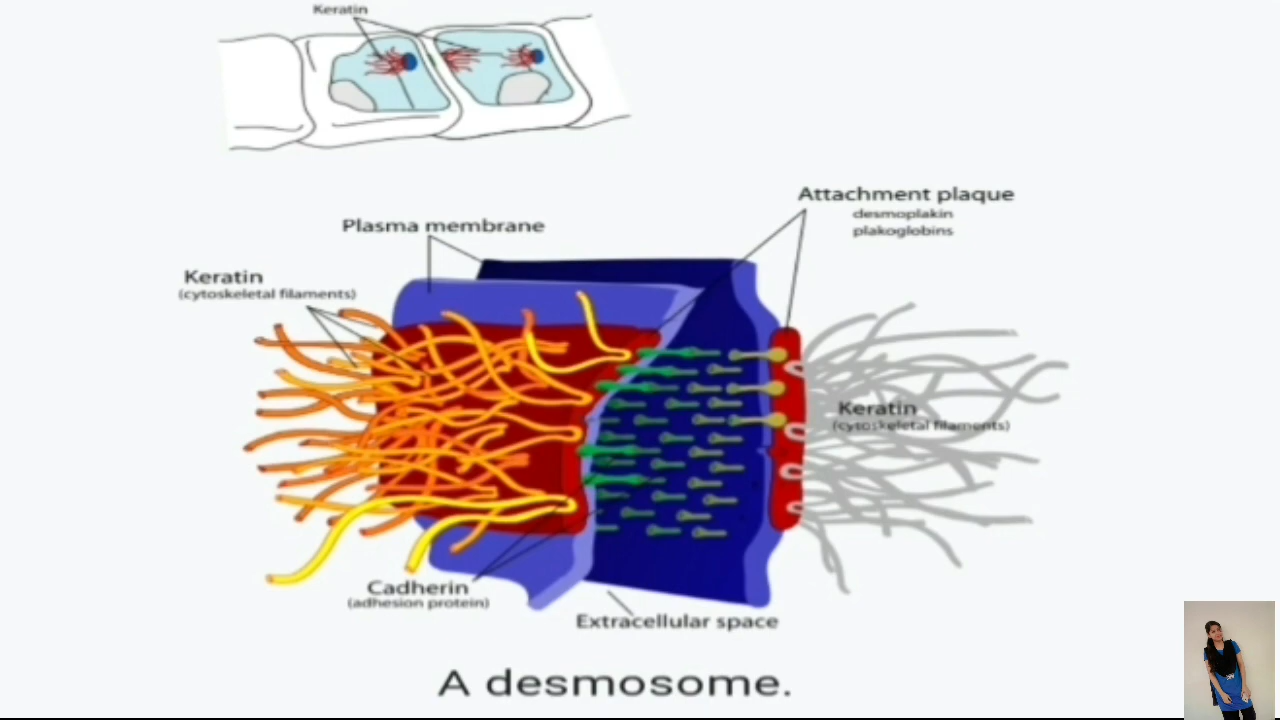 Keratin
Attachment plaque
desmoplakin
plakoglobins
Plasma membrane
Keratin
(cytoskeletal filaments)
Keratin
(cytoskeletal filaments)
Cadherin
(adhesion protein)
Extracellular space
A desmosome.